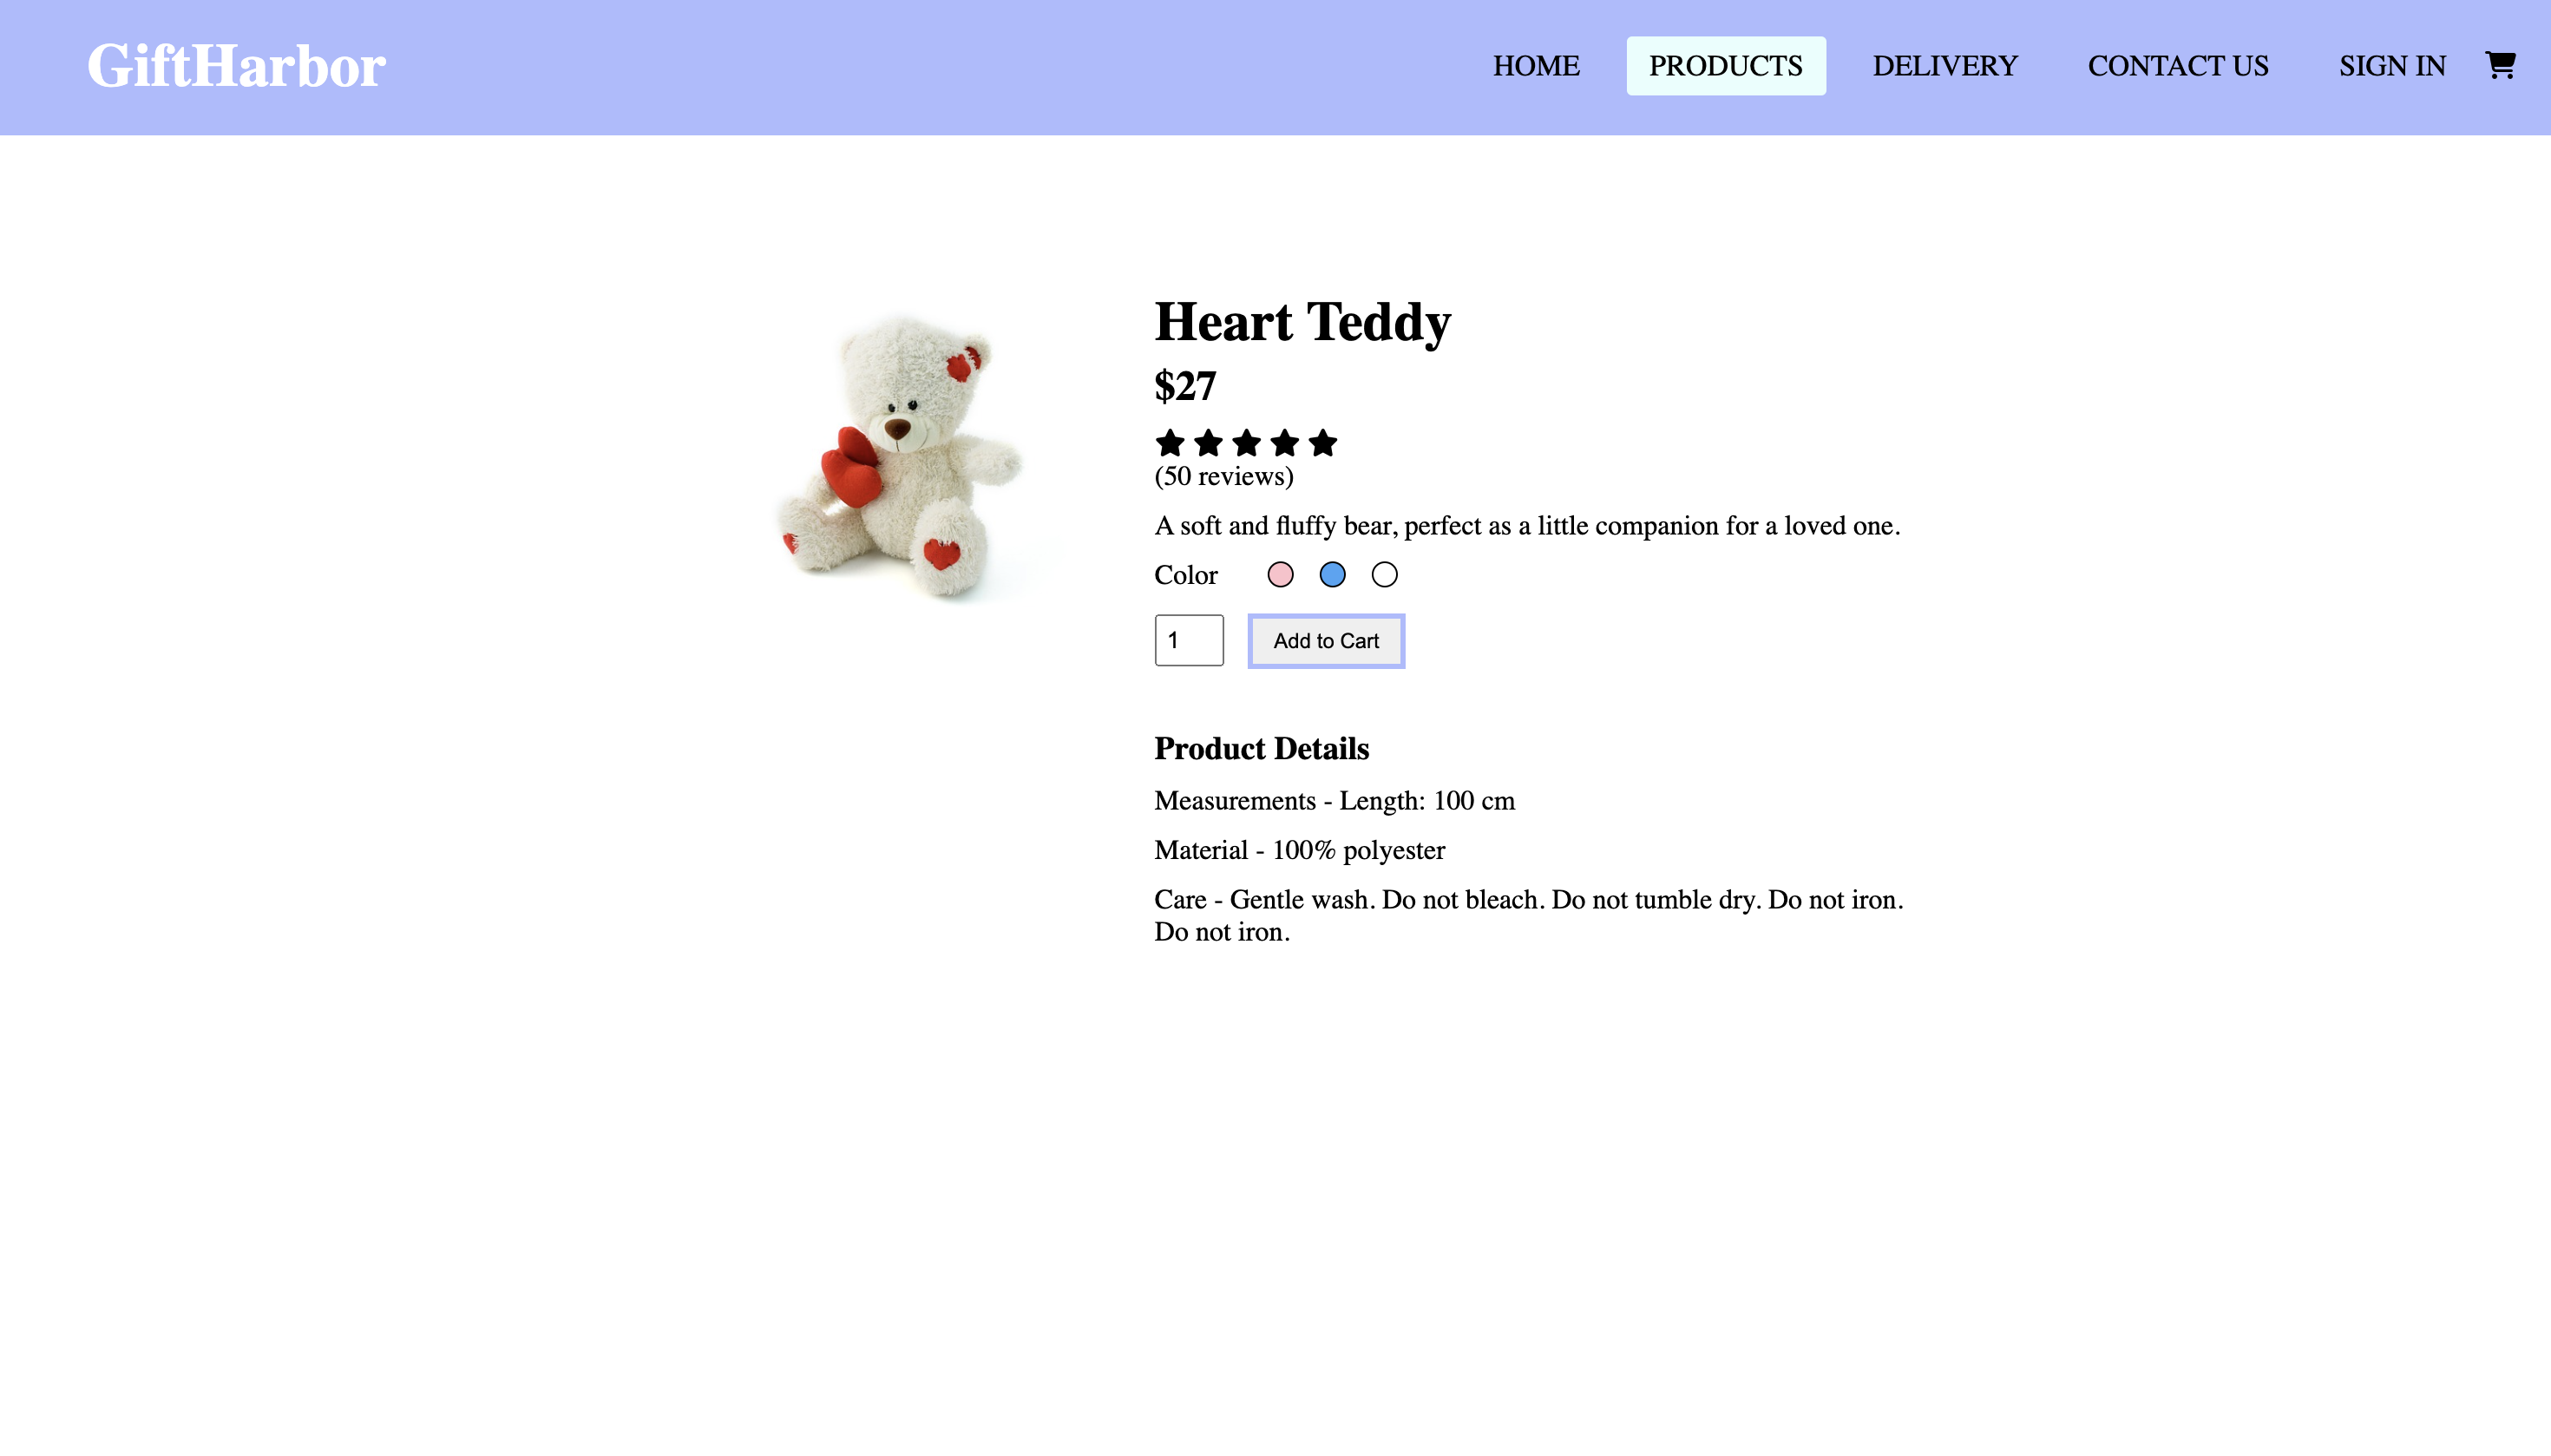 GiftHarbor
HOME PRODUCTS DELIVERY CONTACT US SIGN IN
Heart Teddy
$27
(50 reviews)
A soft and fluffy bear, perfect as a little companion for a loved one.
Color
1 Add to Cart
Product Details
Measurements - Length: 100 cm
Material - 100% polyester
Care - Gentle wash. Do not bleach. Do not tumble dry. Do not iron.
Do not iron.